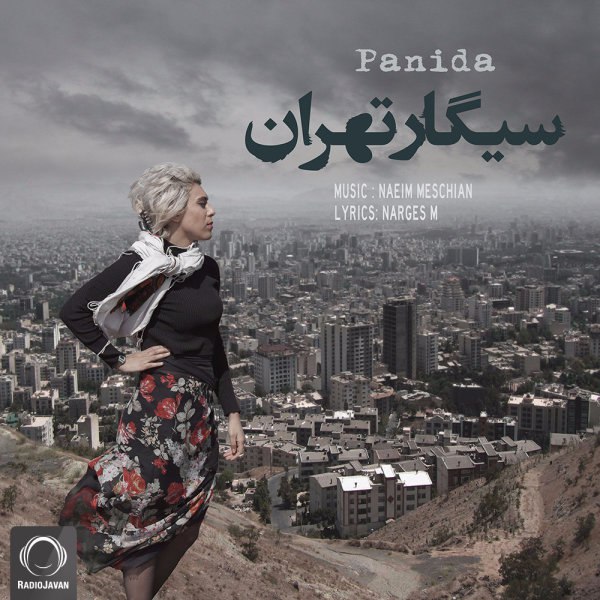 Panida
سیگار تهران
MUSIC : NAEIM MESCHIAN
LYRICS: NARGES M
RADIOJAVAN